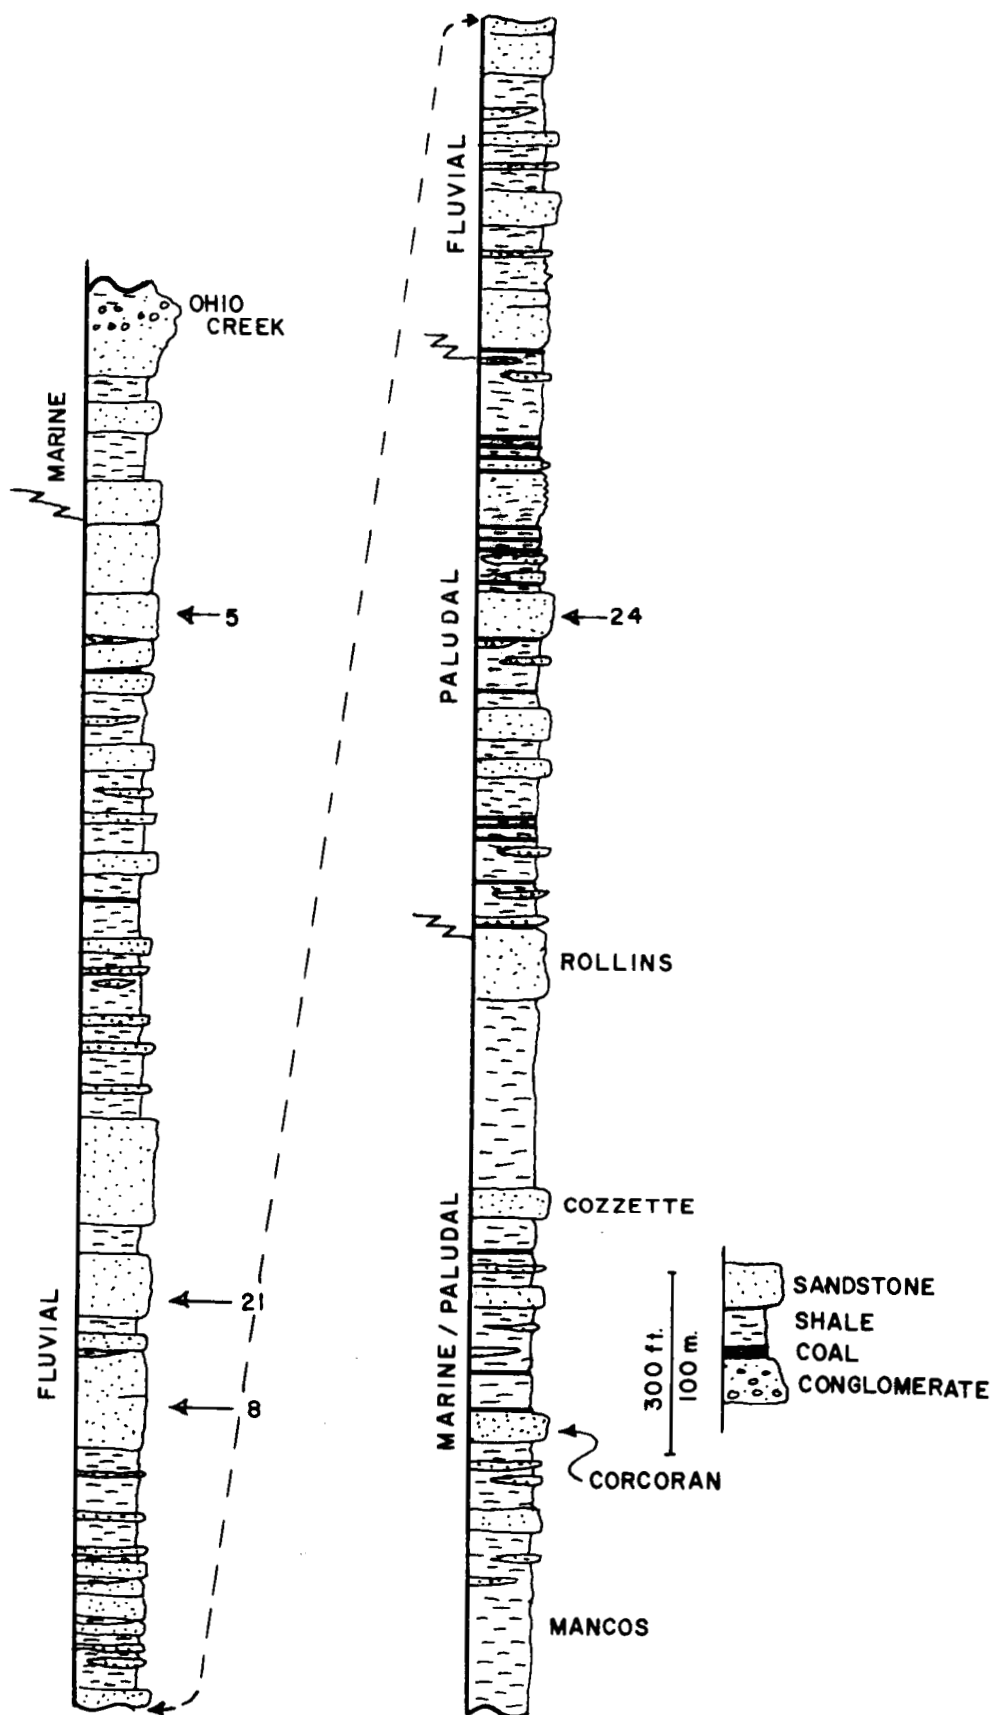 OHIO
CREEK
MARINE
5
21
FLUVIAL
8
FLUVIAL
PALUDAL
24
ROLLINS
COZZETTE
MARINE / PALUDAL
CORCORAN
MANCOS
300 ft.
100 m.
SANDSTONE
SHALE
COAL
CONGLOMERATE